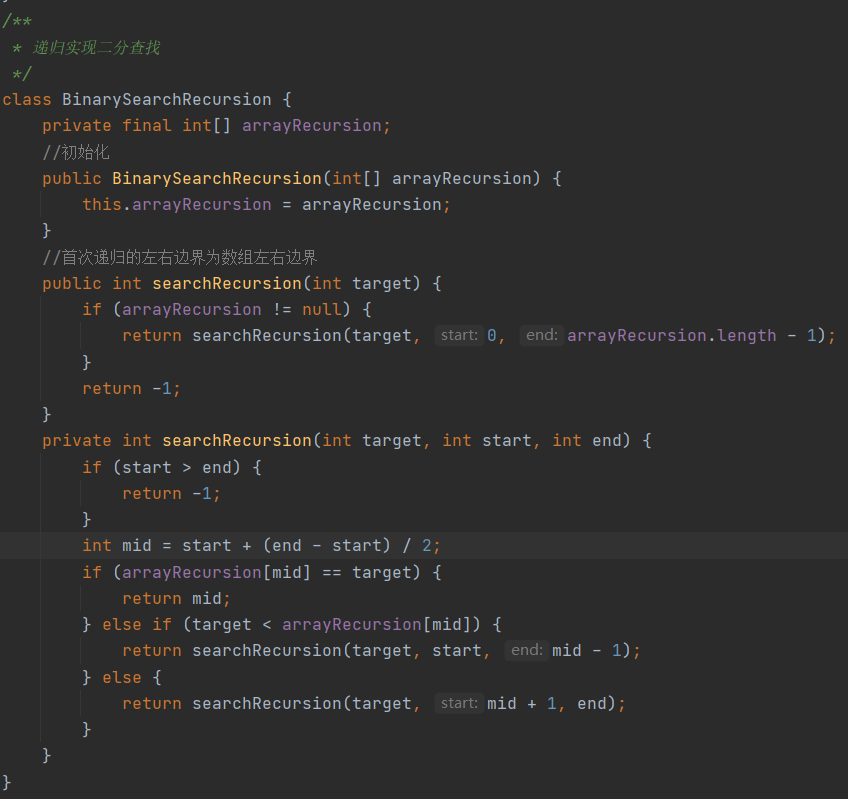 /**
 * 递归实现二分查找
 */
class BinarySearchRecursion {
    private final int[] arrayRecursion;
    //初始化
    public BinarySearchRecursion(int[] arrayRecursion) {
        this.arrayRecursion = arrayRecursion;
    }
    //首次递归的左右边界为数组左右边界
    public int searchRecursion(int target) {
        if (arrayRecursion != null) {
            return searchRecursion(target, start: 0, end: arrayRecursion.length - 1);
        }
        return -1;
    }
    private int searchRecursion(int target, int start, int end) {
        if (start > end) {
            return -1;
        }
        int mid = start + (end - start) / 2;
        if (arrayRecursion[mid] == target) {
            return mid;
        } else if (target < arrayRecursion[mid]) {
            return searchRecursion(target, start, end: mid - 1);
        } else {
            return searchRecursion(target, start: mid + 1, end);
        }
    }
}